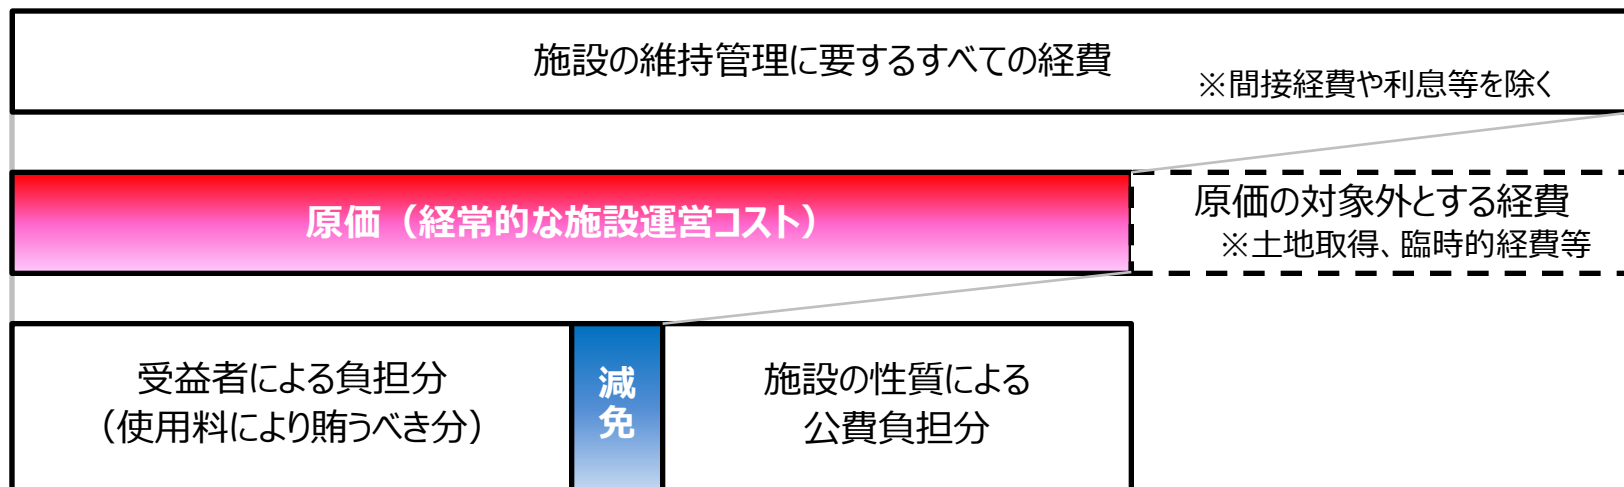 施設の維持管理に要するすべての経費
※間接経費や利息等を除く
原価（経常的な施設運営コスト）
原価の対象外とする経費
※土地取得、臨時的経費等
受益者による負担分
（使用料により賄うべき分）
減免
施設の性質による
公費負担分